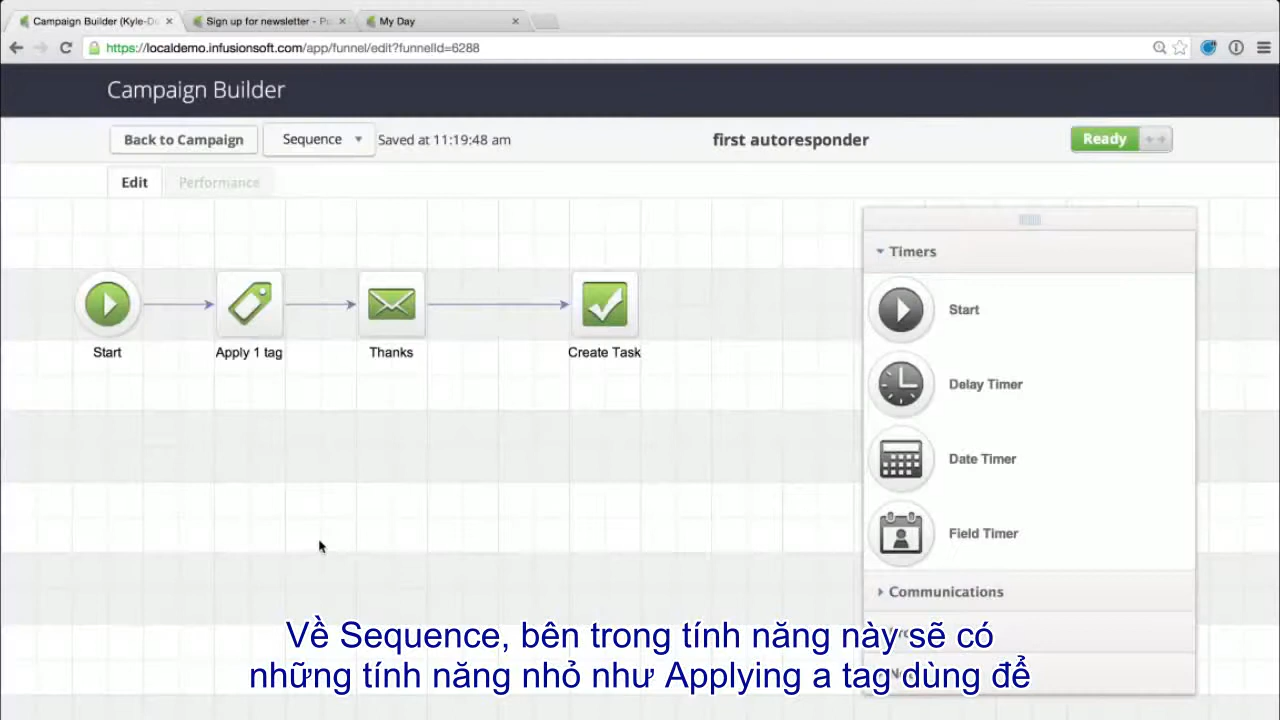 Campaign Builder (Kyle-De
Sign up for newsletter - Po
My Day
https://localdemo.infusionsoft.com/app/funnel/edit?funnelId=6288
Campaign Builder
Back to Campaign
Sequence
Saved at 11:19:48 am
first autoresponder
Ready
Edit
Performance
Timers
Start
Delay Timer
Date Timer
Field Timer
Communications
Start
Apply 1 tag
Thanks
Create Task
Về Sequence, bên trong tính năng này sẽ có
những tính năng nhỏ như Applying a tag dùng để